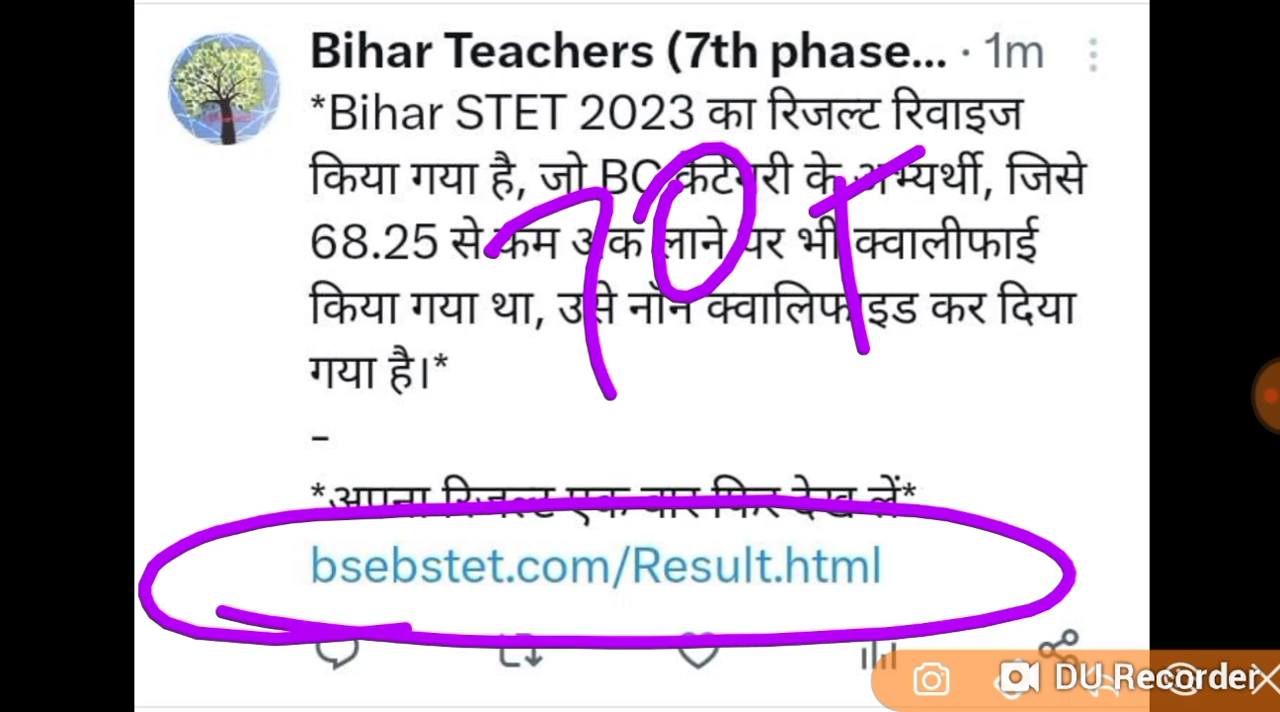 Bihar Teachers (7th phase... · 1m
*Bihar STET 2023 का रिजल्ट रिवाइज
किया गया है, जो BC केटेगरी के अभ्यर्थी, जिसे
68.25 से कम अंक लाने पर भी क्वालीफाई
किया गया था, उसे नॉन क्वालिफाइड कर दिया
गया है।*
-
*अपना रिजल्ट एक बार फिर देख लें*
bsebstet.com/Result.html
DU Recorder